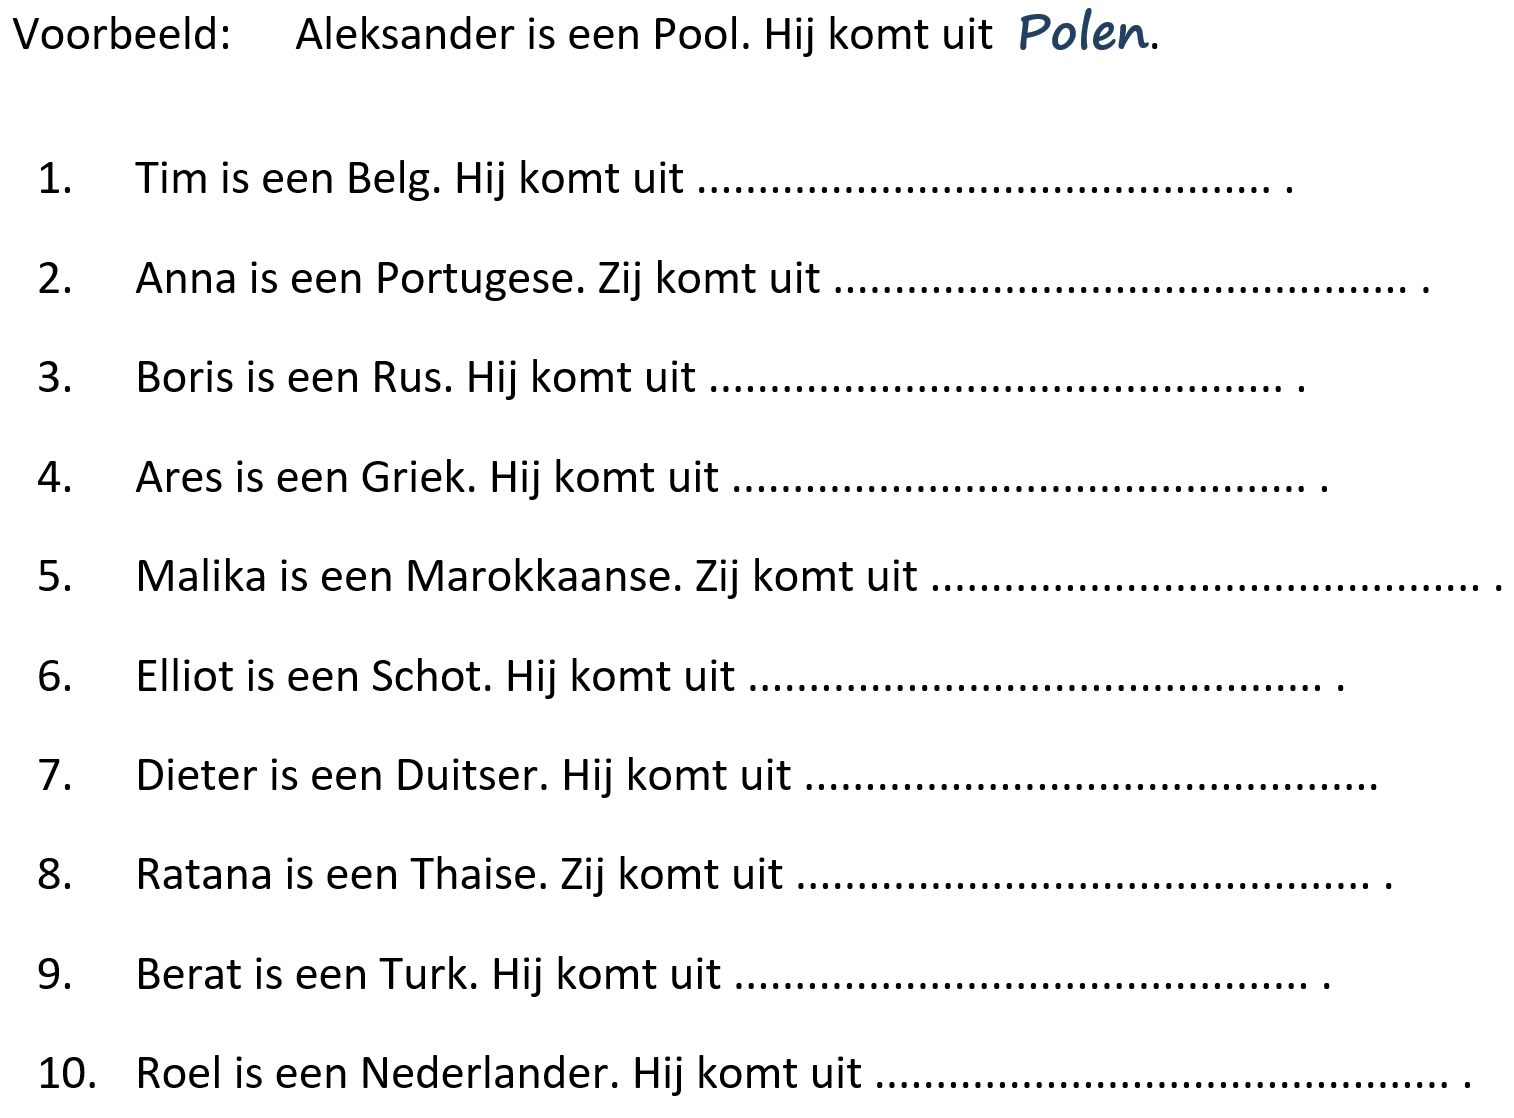 Voorbeeld: Aleksander is een Pool. Hij komt uit Polen.
1. Tim is een Belg. Hij komt uit ............................................... .
2. Anna is een Portugese. Zij komt uit ............................................... .
3. Boris is een Rus. Hij komt uit ............................................... .
4. Ares is een Griek. Hij komt uit ............................................... .
5. Malika is een Marokkaanse. Zij komt uit ............................................. .
6. Elliot is een Schot. Hij komt uit ............................................... .
7. Dieter is een Duitser. Hij komt uit ...............................................
8. Ratana is een Thaise. Zij komt uit ............................................... .
9. Berat is een Turk. Hij komt uit ............................................... .
10. Roel is een Nederlander. Hij komt uit ............................................... .